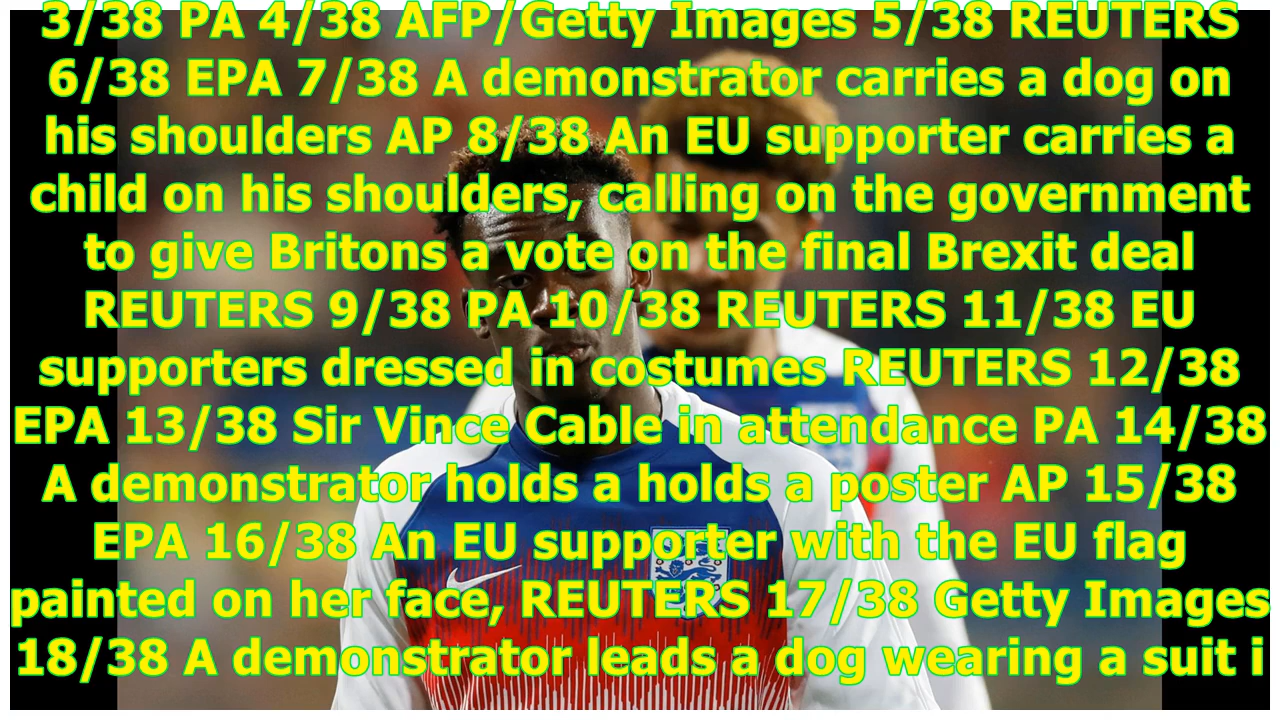 3/38 PA 4/38 AFP/Getty Images 5/38 REUTERS
6/38 EPA 7/38 A demonstrator carries a dog on
his shoulders AP 8/38 An EU supporter carries a
child on his shoulders, calling on the government
to give Britons a vote on the final Brexit deal
REUTERS 9/38 PA 10/38 REUTERS 11/38 EU
supporters dressed in costumes REUTERS 12/38
EPA 13/38 Sir Vince Cable in attendance PA 14/38
A demonstrator holds a holds a poster AP 15/38
EPA 16/38 An EU supporter with the EU flag
painted on her face, REUTERS 17/38 Getty Images
18/38 A demonstrator leads a dog wearing a suit i